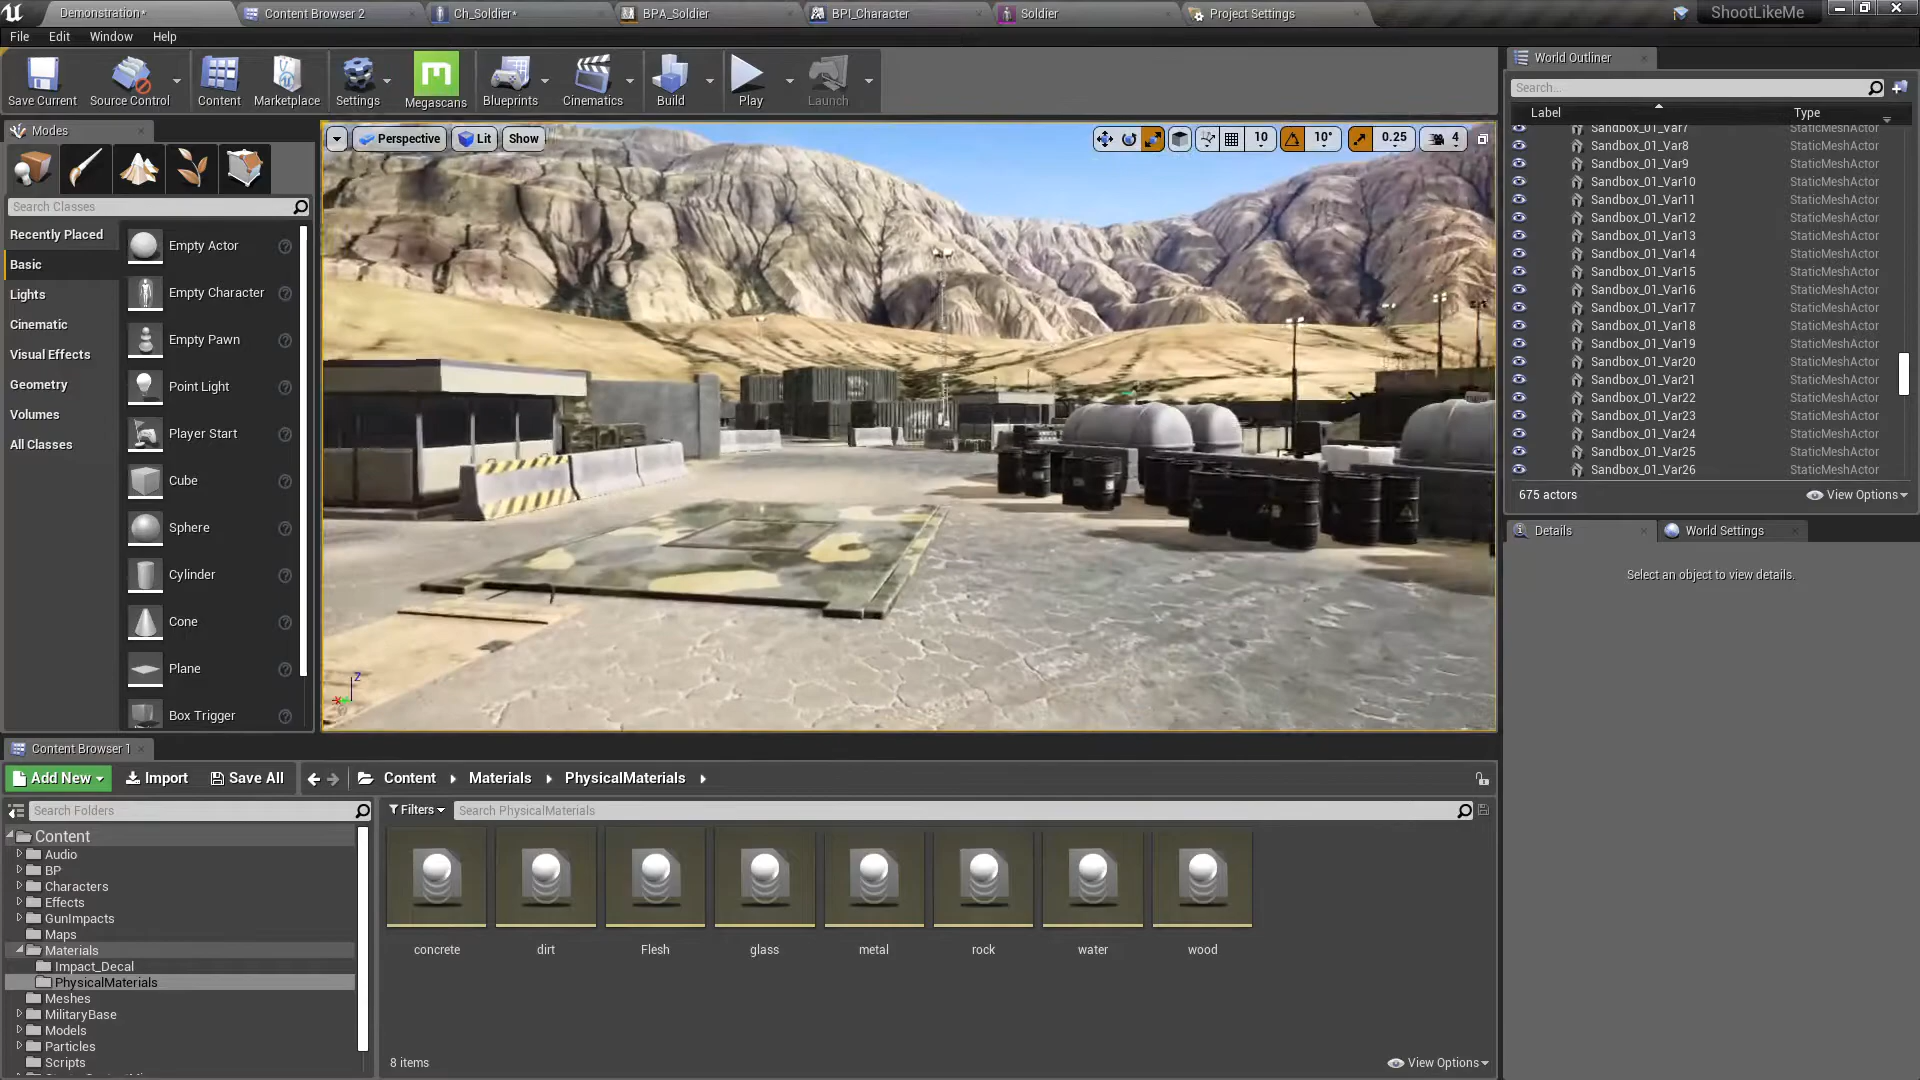 Demonstration*
Content Browser 2
Ch_Soldier*
BPA_Soldier
BPI_Character
Soldier
Project Settings
ShootLikeMe
File Edit Window Help
Save Current
Source Control
Content
Marketplace
Settings
Megascans
Blueprints
Cinematics
Build
Play
Launch
Modes
Search Classes
Recently Placed
Basic
Lights
Cinematic
Visual Effects
Geometry
Volumes
All Classes
Empty Actor
Empty Character
Empty Pawn
Point Light
Player Start
Cube
Sphere
Cylinder
Cone
Plane
Box Trigger
Perspective
Lit
Show
10
10°
0.25
4
Z
World Outliner
Search...
Label Type
Sandbox_01_Var7 StaticMeshActor
Sandbox_01_Var8 StaticMeshActor
Sandbox_01_Var9 StaticMeshActor
Sandbox_01_Var10 StaticMeshActor
Sandbox_01_Var11 StaticMeshActor
Sandbox_01_Var12 StaticMeshActor
Sandbox_01_Var13 StaticMeshActor
Sandbox_01_Var14 StaticMeshActor
Sandbox_01_Var15 StaticMeshActor
Sandbox_01_Var16 StaticMeshActor
Sandbox_01_Var17 StaticMeshActor
Sandbox_01_Var18 StaticMeshActor
Sandbox_01_Var19 StaticMeshActor
Sandbox_01_Var20 StaticMeshActor
Sandbox_01_Var21 StaticMeshActor
Sandbox_01_Var22 StaticMeshActor
Sandbox_01_Var23 StaticMeshActor
Sandbox_01_Var24 StaticMeshActor
Sandbox_01_Var25 StaticMeshActor
Sandbox_01_Var26 StaticMeshActor
675 actors
View Options
Details
World Settings
Select an object to view details.
Content Browser 1
Add New
Import
Save All
Content
Materials
PhysicalMaterials
Search Folders
Filters
Search PhysicalMaterials
Content
Audio
BP
Characters
Effects
GunImpacts
Maps
Materials
Impact_Decal
PhysicalMaterials
Meshes
MilitaryBase
Models
Particles
Scripts
concrete
dirt
Flesh
glass
metal
rock
water
wood
8 items
View Options